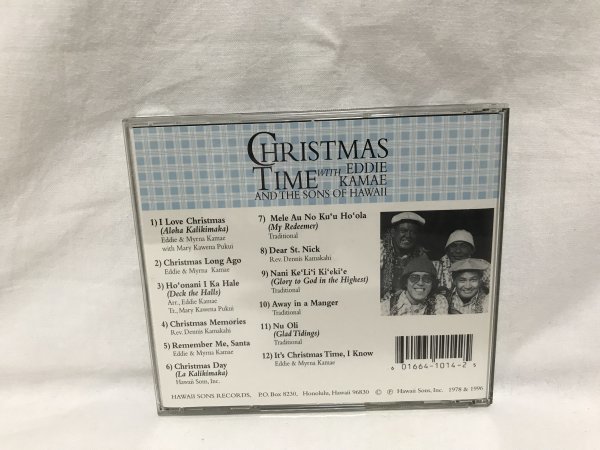 CHRISTMAS
TIME WITH EDDIE KAMAE
AND THE SONS OF HAWAII
1) I Love Christmas
(Aloha Kalikimaka)
Eddie & Myrna Kamae
with Mary Kawena Pukui
2) Christmas Long Ago
Eddie & Myrna Kamae
3) Ho'onani I Ka Hale
(Deck the Halls)
Arr., Eddie Kamae
Tr., Mary Kawena Pukui
4) Christmas Memories
Rev. Dennis Kamakahi
5) Remember Me, Santa
Eddie & Myrna Kamae
6) Christmas Day
(La Kalikimaka)
Hawaii Sons, Inc.
7) Mele Au No Ku'u Ho'ola
(My Redeemer)
Traditional
8) Dear St. Nick
Rev. Dennis Kamakahi
9) Nani Ke'Li'i Ki'eki'e
(Glory to God in the Highest)
Traditional
10) Away in a Manger
Traditional
11) Nu Oli
(Glad Tidings)
Traditional
12) It's Christmas Time, I Know
Eddie & Myrna Kamae
6 01664-1014-2 5
HAWAII SONS RECORDS, P.O.Box 8230, Honolulu, Hawaii 96830 © ℗ Hawaii Sons, Inc. 1978 & 1996